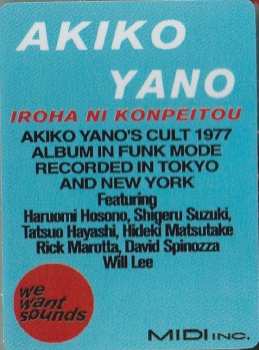 AKIKO
YANO
IROHA NI KONPEITOU
AKIKO YANO'S CULT 1977
ALBUM IN FUNK MODE
RECORDED IN TOKYO
AND NEW YORK
Featuring
Haruomi Hosono, Shigeru Suzuki,
Tatsuo Hayashi, Hideki Matsutake,
Rick Marotta, David Spinozza
Will Lee
we
want
sounds
MIDI INC.